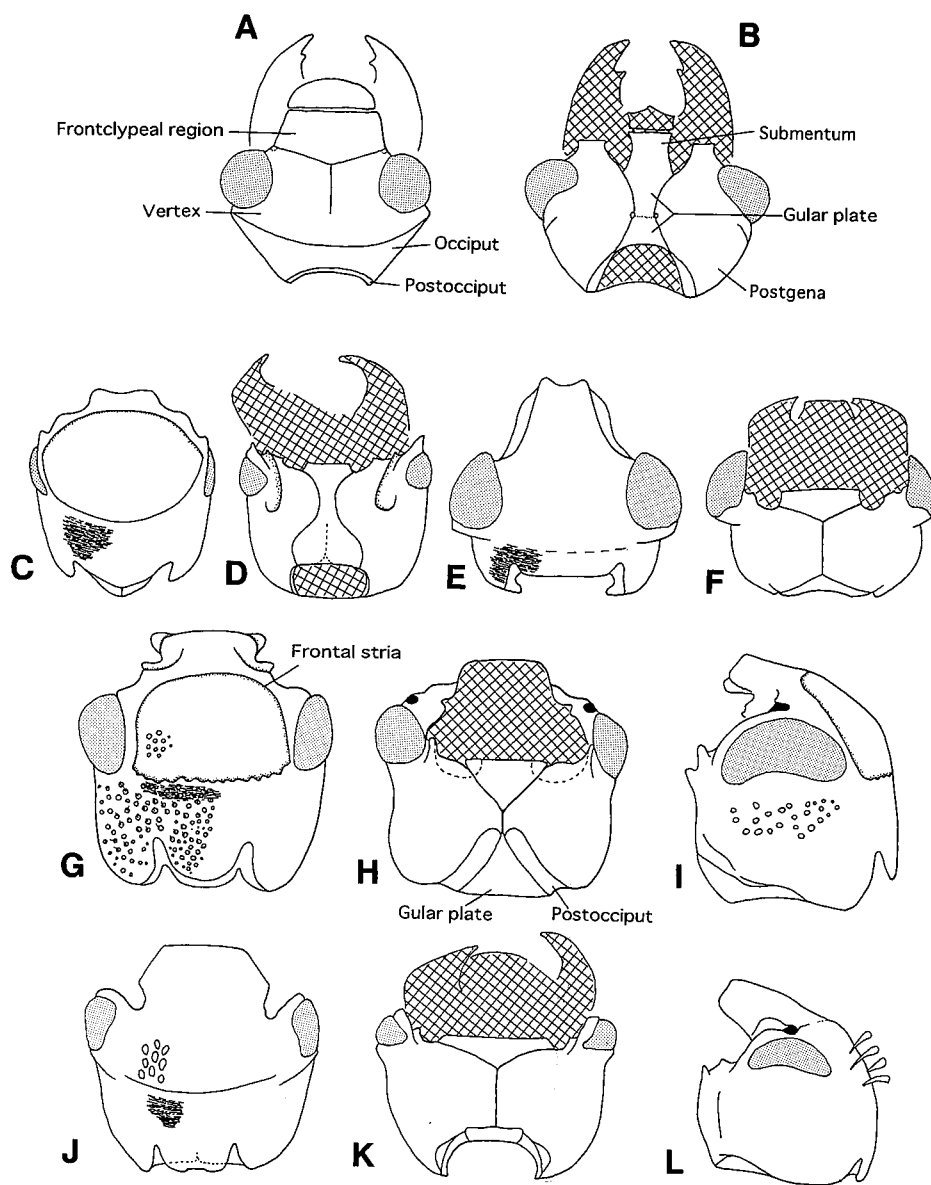 A
B
Frontclypeal region
Submentum
Vertex
Gular plate
Occiput
Postocciput
Postgena
C
D
E
F
Frontal stria
G
H
I
Gular plate
Postocciput
J
K
L